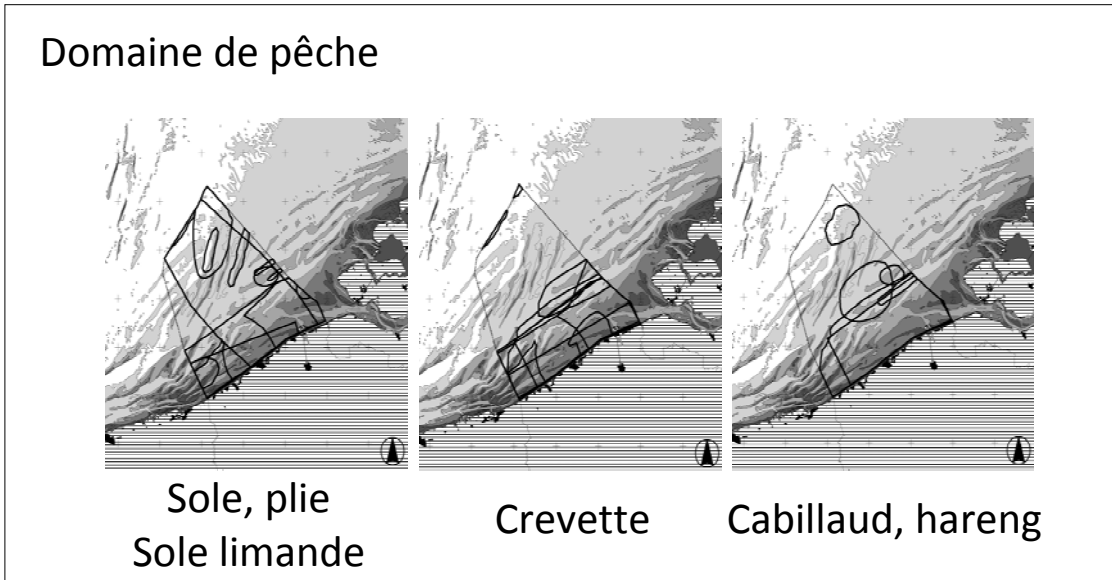 Domaine de pêche
Sole, plie
Sole limande
Crevette
Cabillaud, hareng